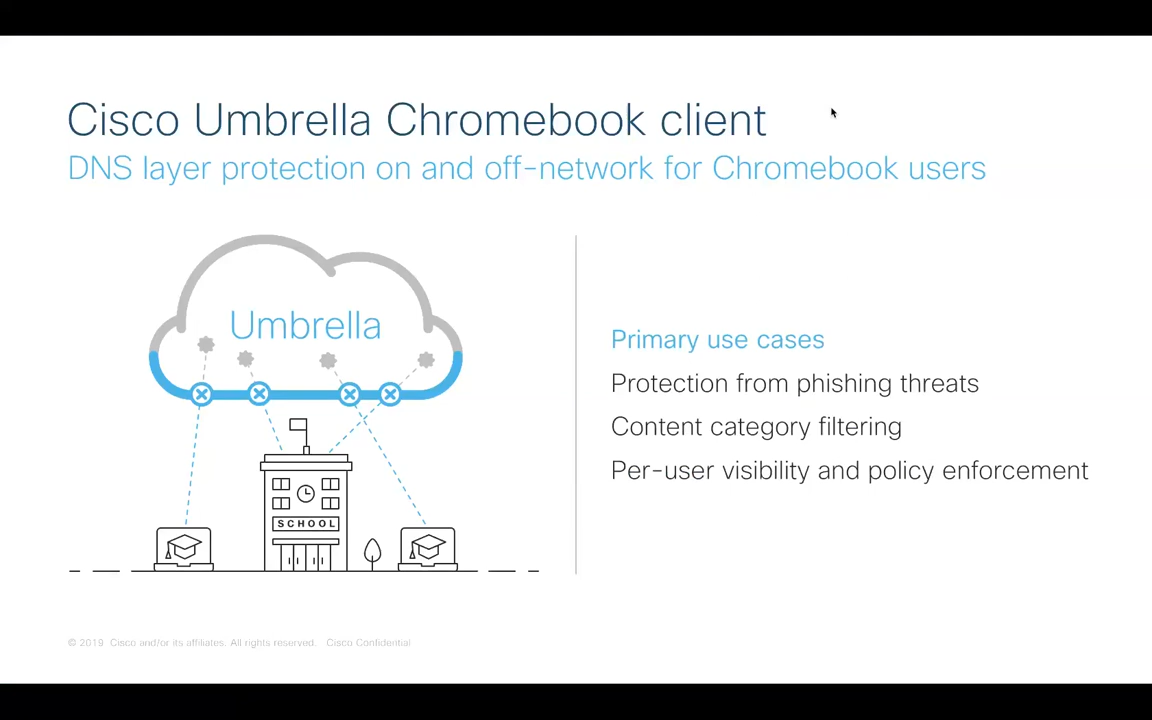 Cisco Umbrella Chromebook client
DNS layer protection on and off-network for Chromebook users
Umbrella
SCHOOL
Primary use cases
Protection from phishing threats
Content category filtering
Per-user visibility and policy enforcement
© 2019 Cisco and/or its affiliates. All rights reserved. Cisco Confidential